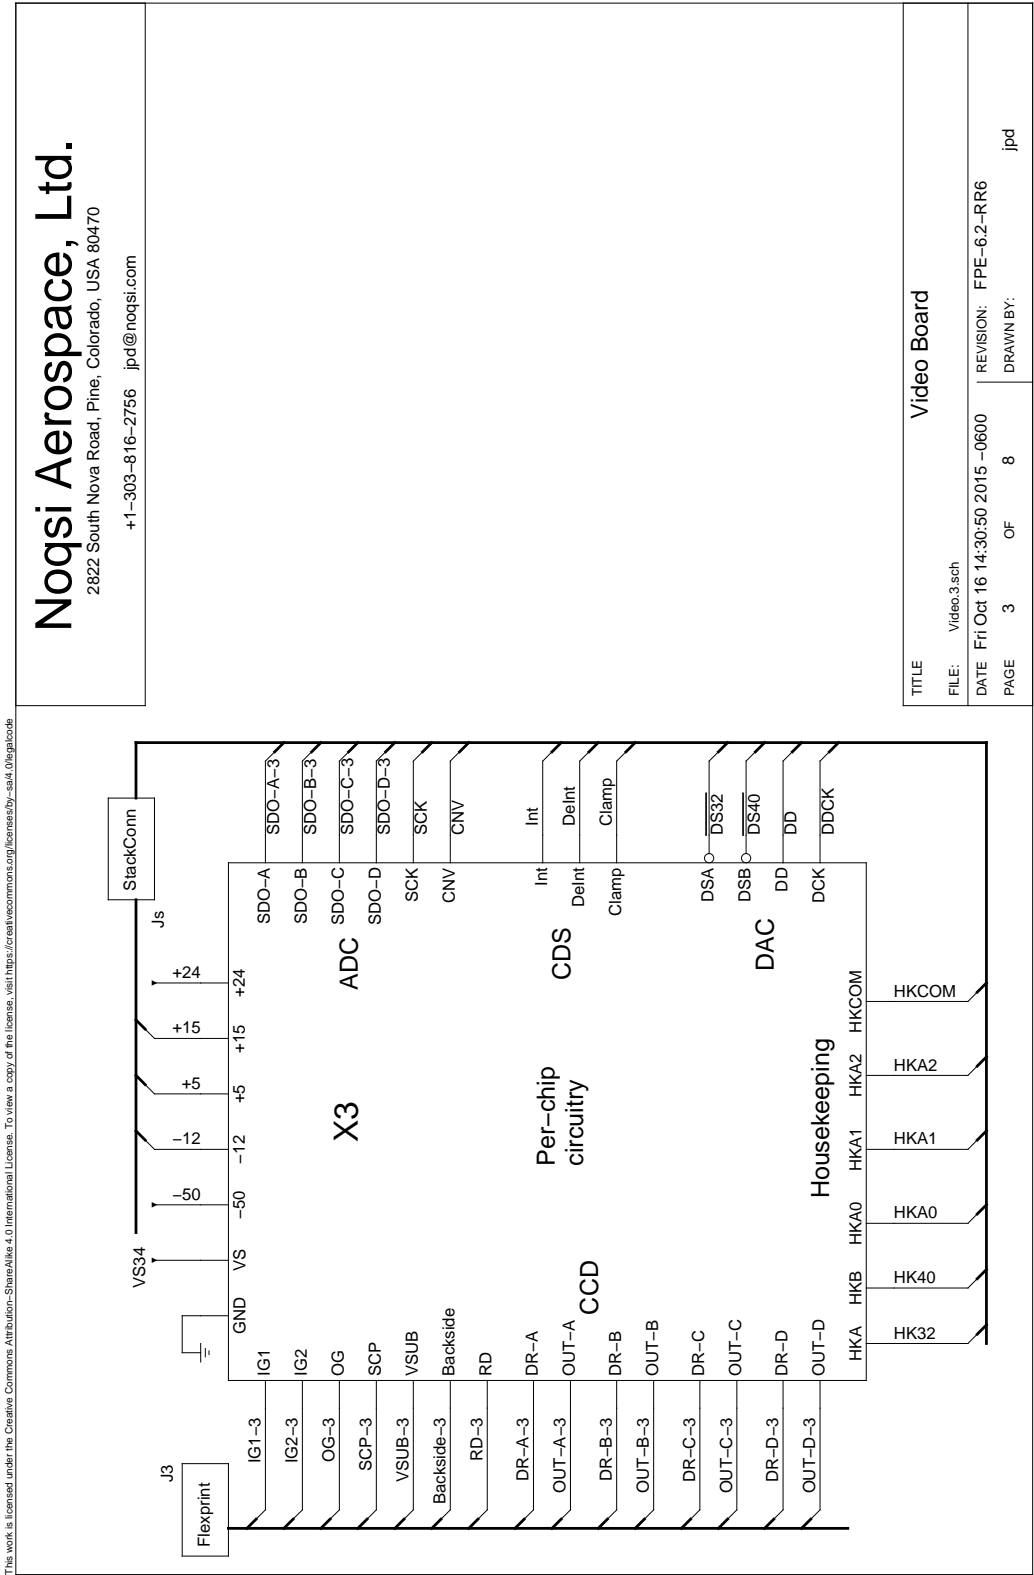 This work is licensed under the Creative Commons Attribution−ShareAlike 4.0 International License. To view a copy of the license, visit https://creativecommons.org/licenses/by−sa/4.0/legalcode
Noqsi Aerospace, Ltd.
2822 South Nova Road, Pine, Colorado, USA 80470
+1−303−816−2756 jpd@noqsi.com
StackConn
Js
J3
Flexprint
VS34
−50
−12
+5
+15
+24
GND
VS
−50
−12
+5
+15
+24
IG1−3
IG2−3
OG−3
SCP−3
VSUB−3
Backside−3
RD−3
DR−A−3
OUT−A−3
DR−B−3
OUT−B−3
DR−C−3
OUT−C−3
DR−D−3
OUT−D−3
IG1
IG2
OG
SCP
VSUB
Backside
RD
DR−A
OUT−A
DR−B
OUT−B
DR−C
OUT−C
DR−D
OUT−D
CCD
X3
Per−chip
circuitry
Housekeeping
ADC
CDS
DAC
SDO−A
SDO−B
SDO−C
SDO−D
SCK
CNV
Int
DeInt
Clamp
DSA
DSB
DD
DCK
SDO−A−3
SDO−B−3
SDO−C−3
SDO−D−3
SCK
CNV
Int
DeInt
Clamp
DS32
DS40
DD
DDCK
HKA
HKB
HKA0
HKA1
HKA2
HKCOM
HK32
HK40
HKA0
HKA1
HKA2
HKCOM
TITLE
Video Board
FILE: Video.3.sch
DATE Fri Oct 16 14:30:50 2015 −0600 REVISION: FPE−6.2−RR6
PAGE 3 OF 8 DRAWN BY: jpd